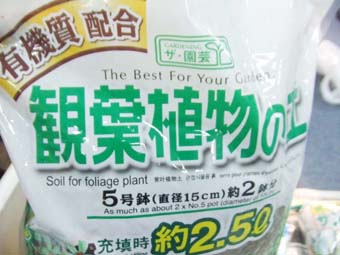 有機質配合
GARDENING
ザ・園芸
The Best For Your Garden
観葉植物の土
Soil for foliage plant
5号鉢(直径15cm)約2鉢分
As much as about 2 x No.5 pot (diameter
充填時
約2.5ℓ